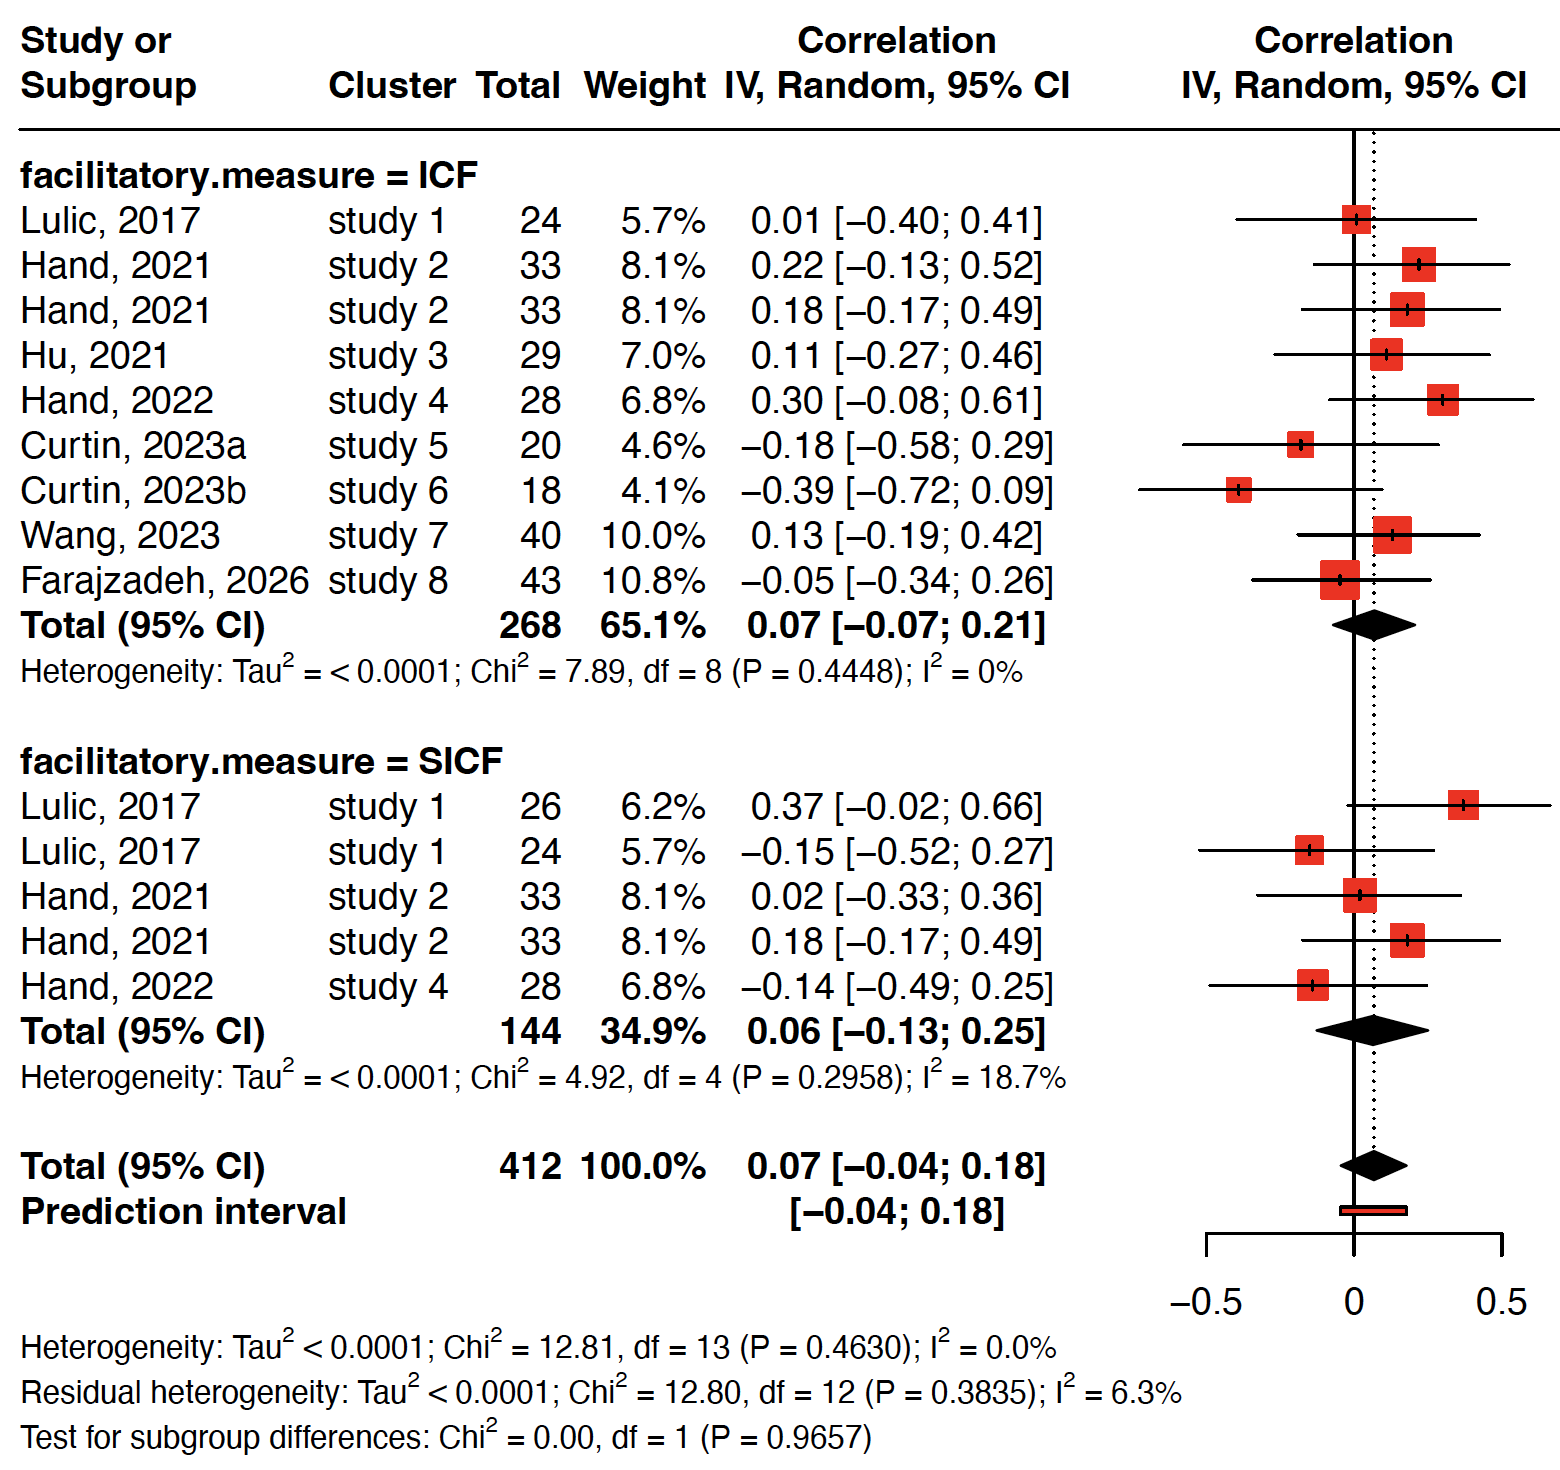 Study or Correlation Correlation
Subgroup Cluster Total Weight IV, Random, 95% CI IV, Random, 95% CI
facilitatory.measure = ICF
Lulic, 2017 study 1 24 5.7% 0.01 [−0.40; 0.41]
Hand, 2021 study 2 33 8.1% 0.22 [−0.13; 0.52]
Hand, 2021 study 2 33 8.1% 0.18 [−0.17; 0.49]
Hu, 2021 study 3 29 7.0% 0.11 [−0.27; 0.46]
Hand, 2022 study 4 28 6.8% 0.30 [−0.08; 0.61]
Curtin, 2023a study 5 20 4.6% −0.18 [−0.58; 0.29]
Curtin, 2023b study 6 18 4.1% −0.39 [−0.72; 0.09]
Wang, 2023 study 7 40 10.0% 0.13 [−0.19; 0.42]
Farajzadeh, 2026 study 8 43 10.8% −0.05 [−0.34; 0.26]
Total (95% CI) 268 65.1% 0.07 [−0.07; 0.21]
Heterogeneity: Tau² = < 0.0001; Chi² = 7.89, df = 8 (P = 0.4448); I² = 0%
facilitatory.measure = SICF
Lulic, 2017 study 1 26 6.2% 0.37 [−0.02; 0.66]
Lulic, 2017 study 1 24 5.7% −0.15 [−0.52; 0.27]
Hand, 2021 study 2 33 8.1% 0.02 [−0.33; 0.36]
Hand, 2021 study 2 33 8.1% 0.18 [−0.17; 0.49]
Hand, 2022 study 4 28 6.8% −0.14 [−0.49; 0.25]
Total (95% CI) 144 34.9% 0.06 [−0.13; 0.25]
Heterogeneity: Tau² = < 0.0001; Chi² = 4.92, df = 4 (P = 0.2958); I² = 18.7%
Total (95% CI) 412 100.0% 0.07 [−0.04; 0.18]
Prediction interval [−0.04; 0.18]
−0.5 0 0.5
Heterogeneity: Tau² < 0.0001; Chi² = 12.81, df = 13 (P = 0.4630); I² = 0.0%
Residual heterogeneity: Tau² < 0.0001; Chi² = 12.80, df = 12 (P = 0.3835); I² = 6.3%
Test for subgroup differences: Chi² = 0.00, df = 1 (P = 0.9657)